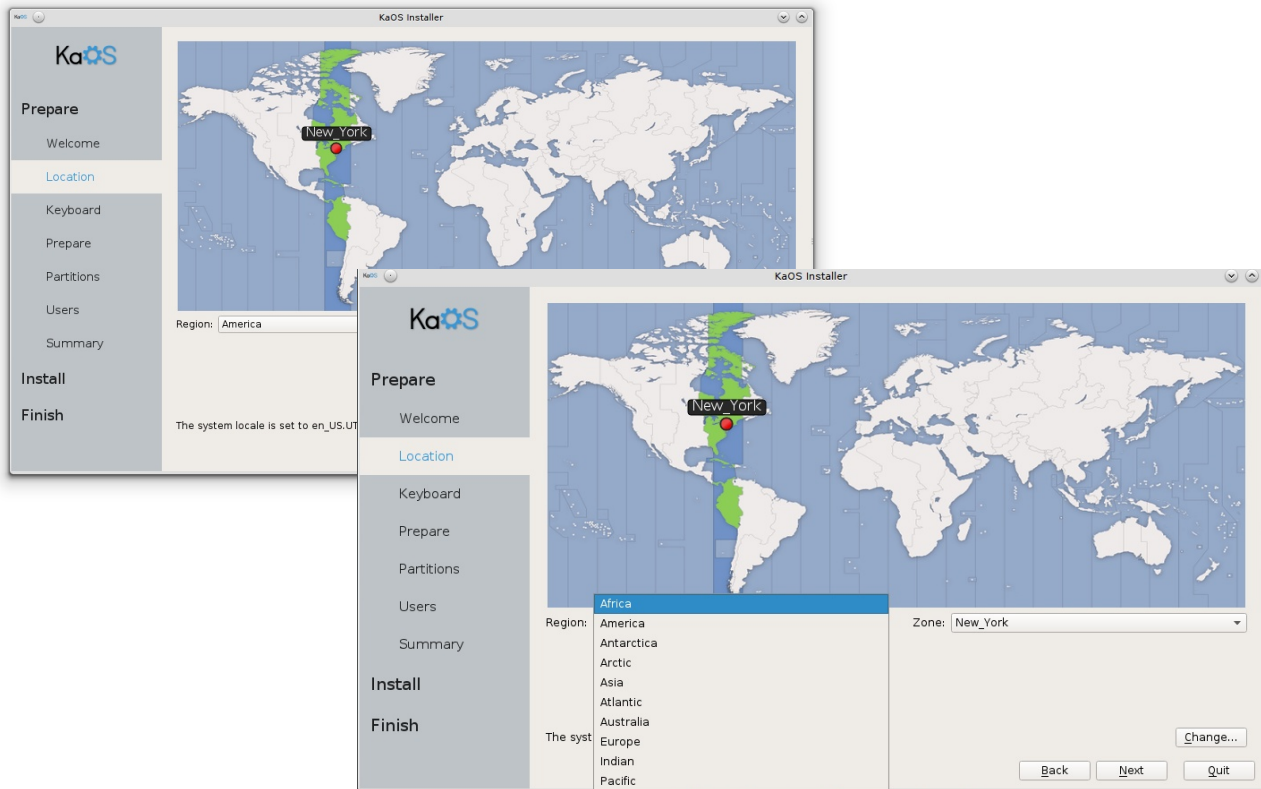 KaOS Installer
KaOS
Prepare
Welcome
Location
Keyboard
Prepare
Partitions
Users
Summary
Install
Finish
New_York
Region: America
The system locale is set to en_US.UT
KaOS Installer
KaOS
Prepare
Welcome
Location
Keyboard
Prepare
Partitions
Users
Summary
Install
Finish
New_York
Region:
Africa
America
Antarctica
Arctic
Asia
Atlantic
Australia
Europe
Indian
Pacific
Zone: New_York
The syst
Change...
Back
Next
Quit